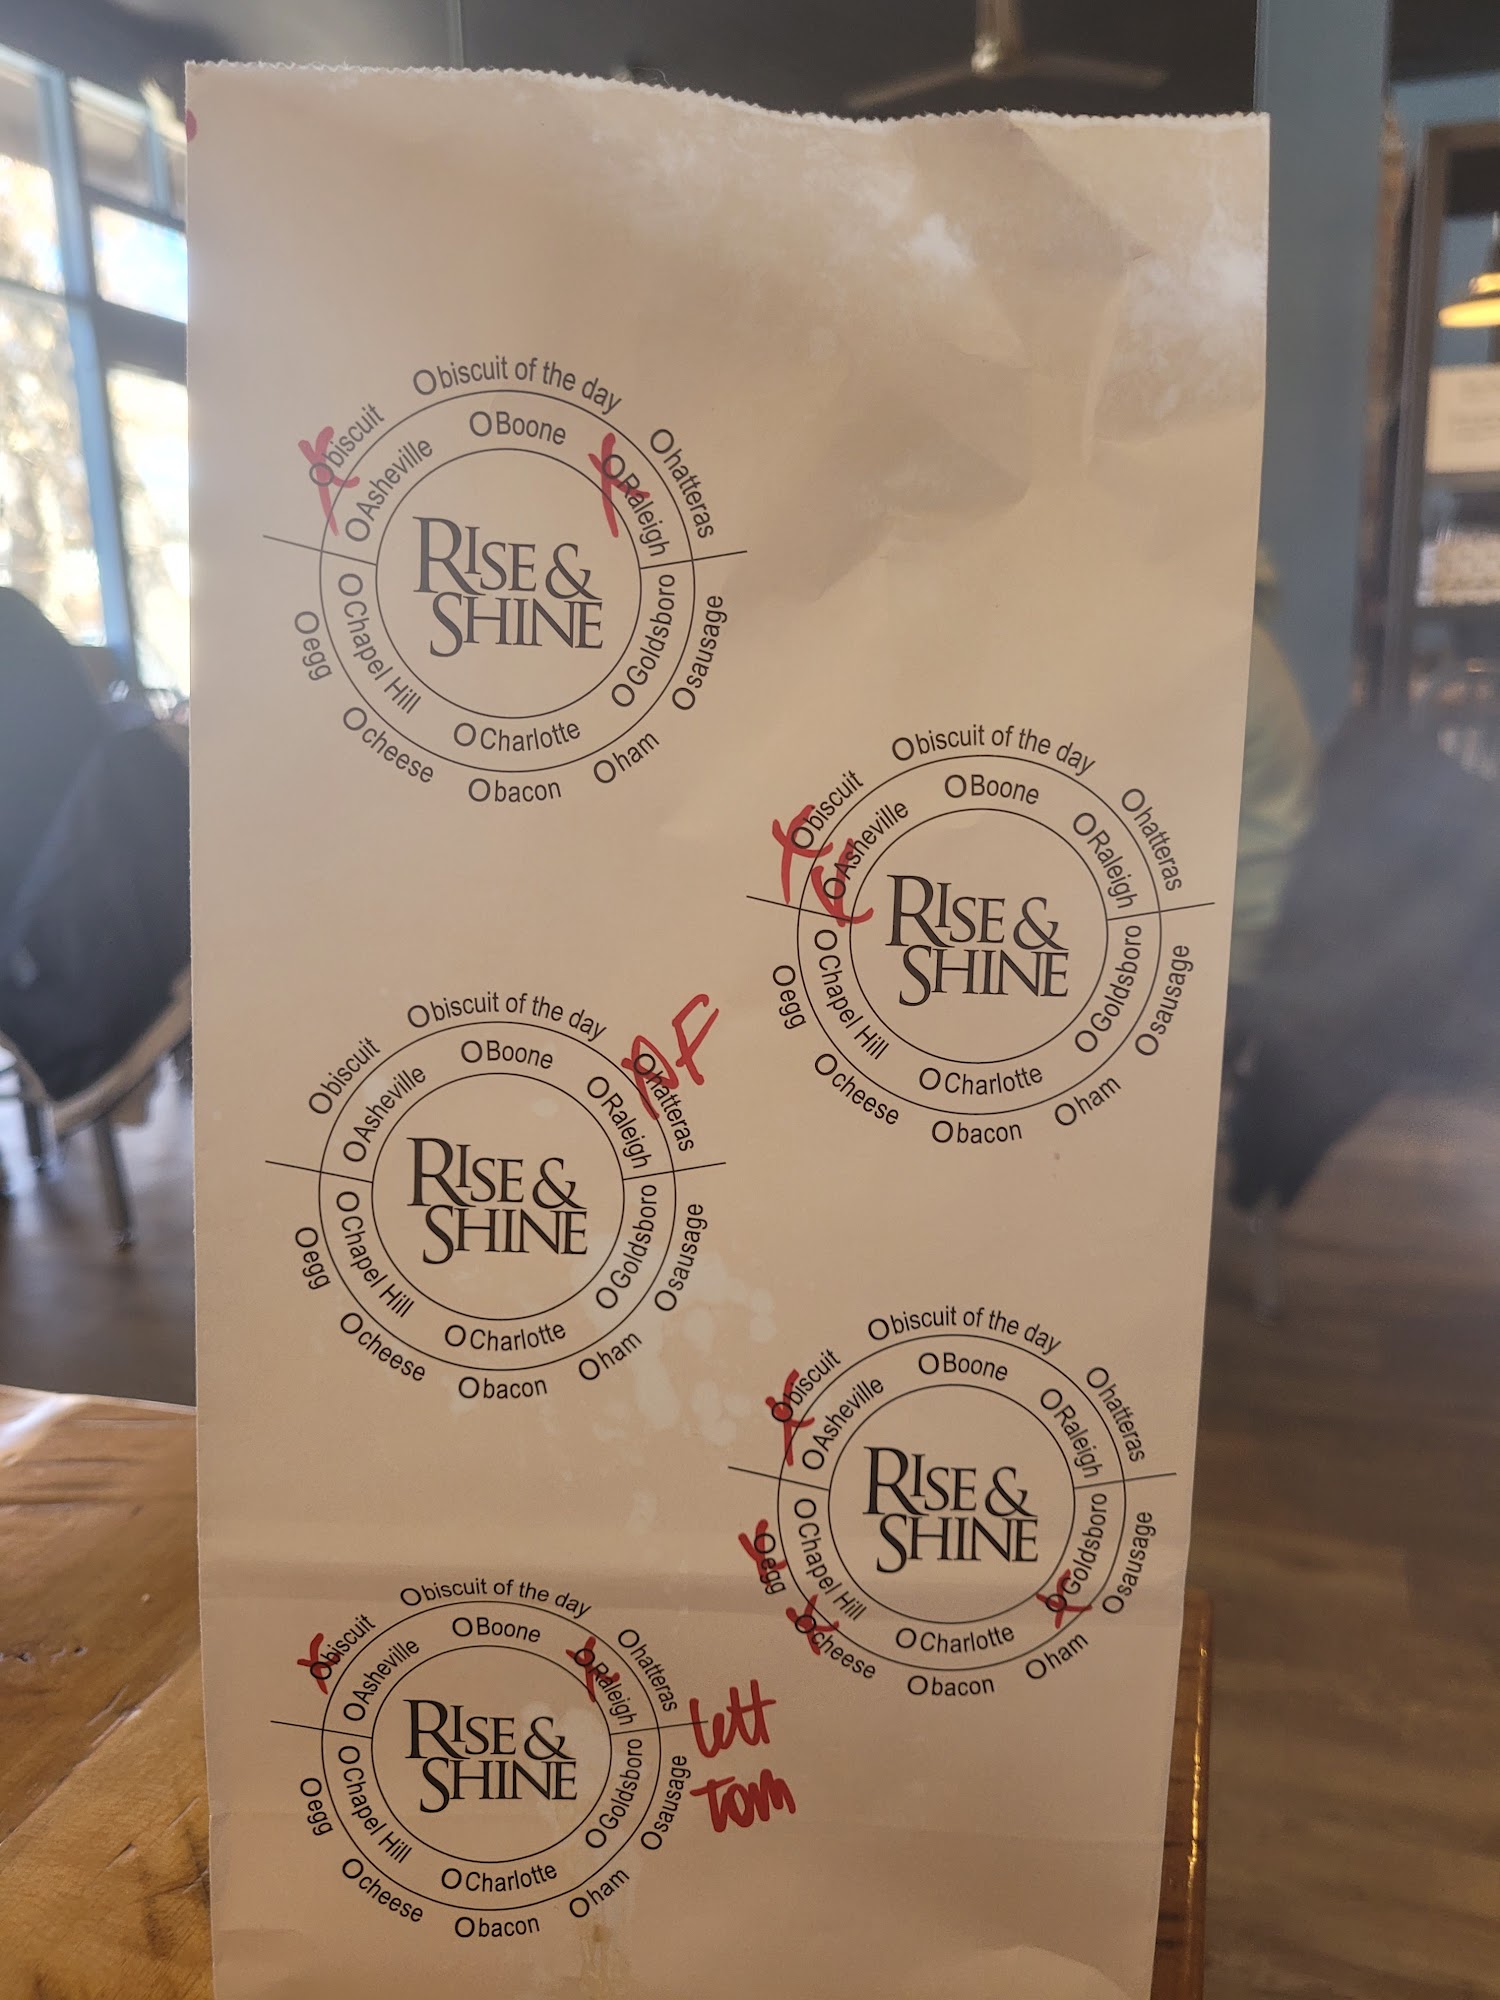 biscuit of the day
biscuit
hatteras
Asheville
Boone
Raleigh
RISE &
SHINE
Chapel Hill
Charlotte
Goldsboro
egg
cheese
bacon
ham
sausage
biscuit of the day
biscuit
hatteras
Asheville
Boone
Raleigh
RISE &
SHINE
Chapel Hill
Charlotte
Goldsboro
egg
cheese
bacon
ham
sausage
biscuit of the day
biscuit
hatteras
RF
Asheville
Boone
Raleigh
RISE &
SHINE
Chapel Hill
Charlotte
Goldsboro
egg
cheese
bacon
ham
sausage
biscuit of the day
biscuit
hatteras
Asheville
Boone
Raleigh
RISE &
SHINE
Chapel Hill
Charlotte
Goldsboro
egg
cheese
bacon
ham
sausage
biscuit of the day
biscuit
hatteras
Asheville
Boone
Raleigh
RISE &
SHINE
Chapel Hill
Charlotte
Goldsboro
egg
cheese
bacon
ham
sausage
lett
tom